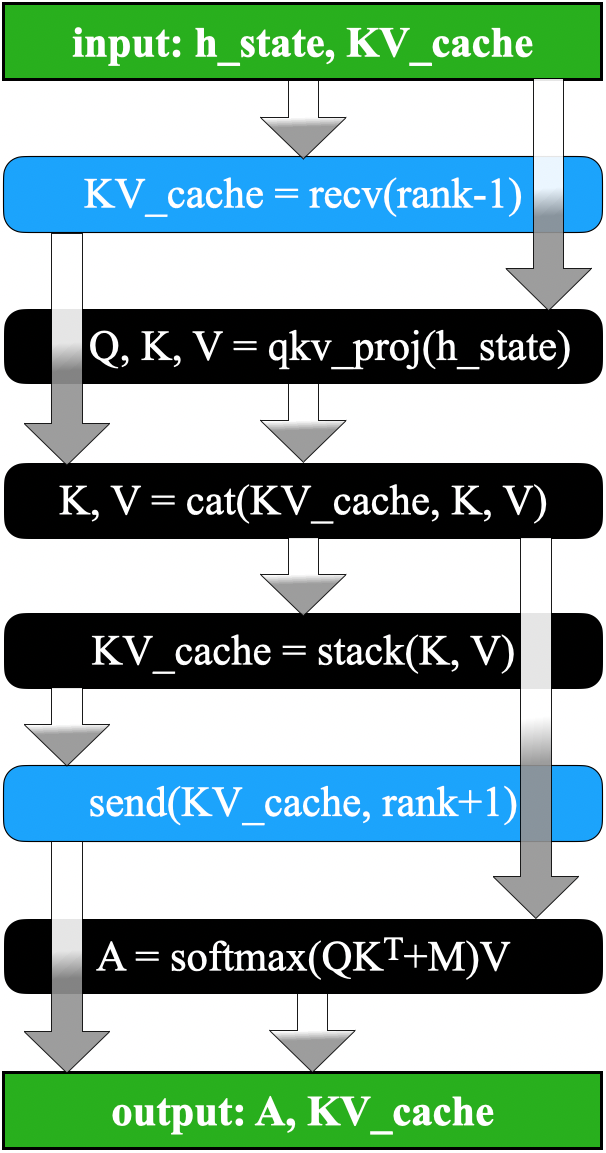 input: h_state, KV_cache
KV_cache = recv(rank-1)
Q, K, V = qkv_proj(h_state)
K, V = cat(KV_cache, K, V)
KV_cache = stack(K, V)
send(KV_cache, rank+1)
A = softmax(QKᵀ+M)V
output: A, KV_cache